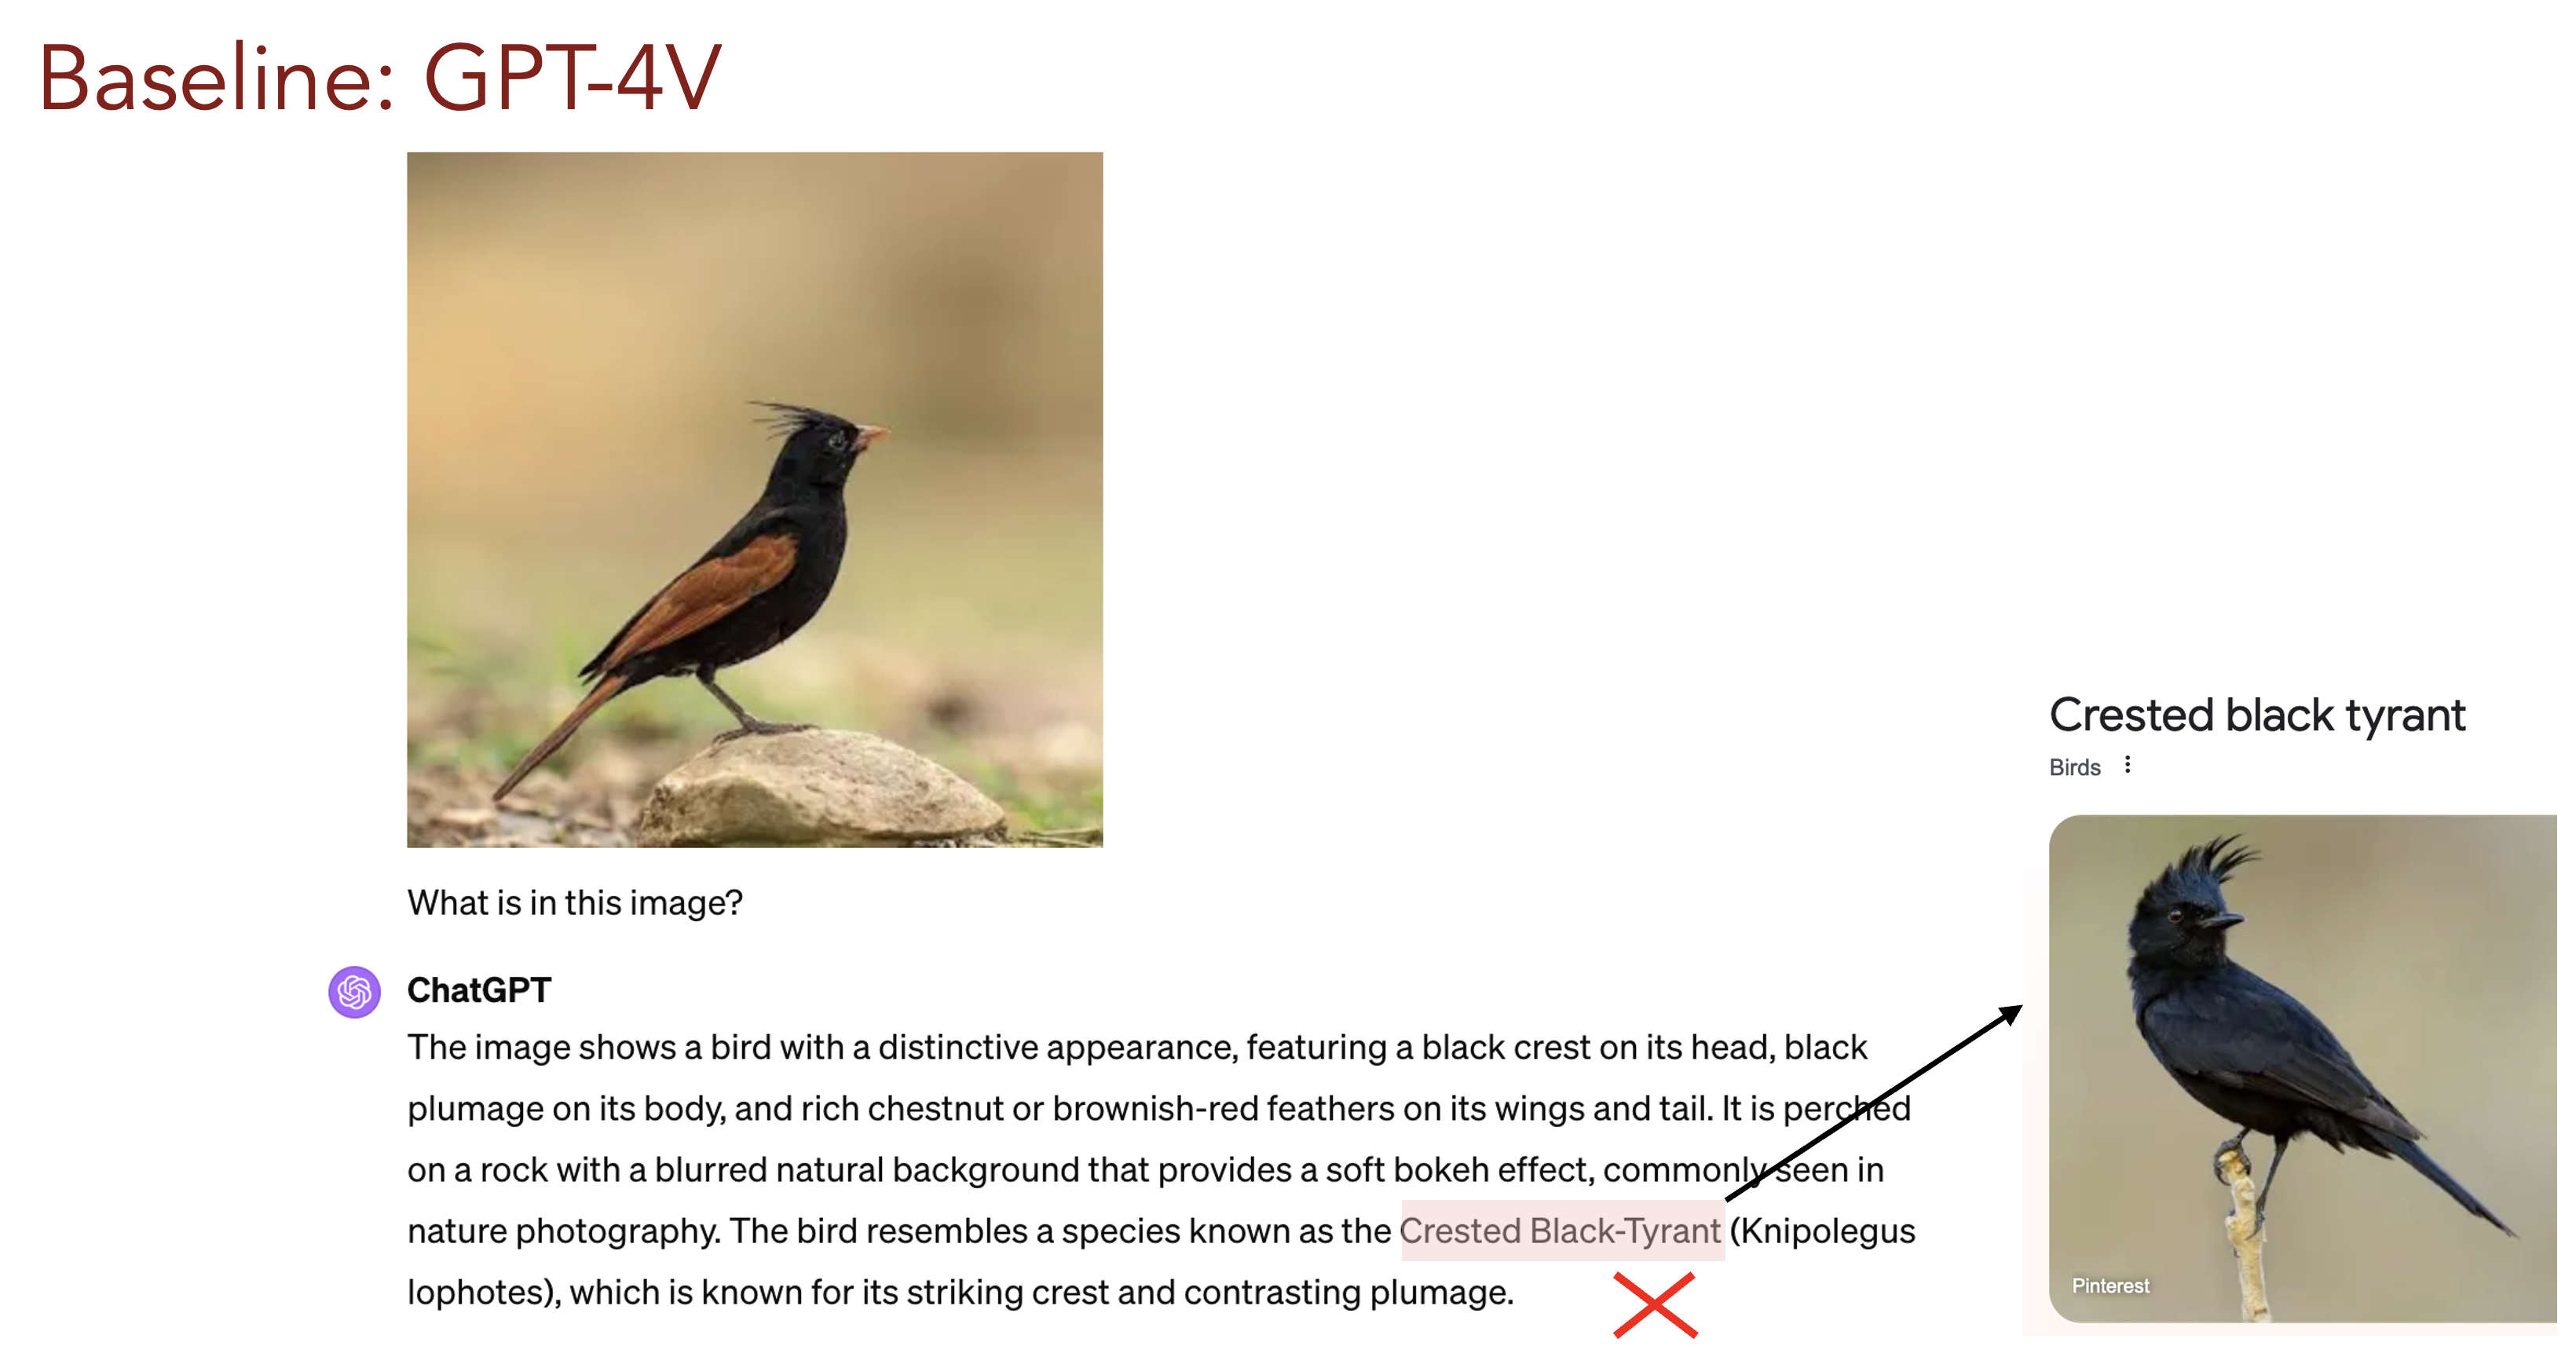 Baseline: GPT-4V
What is in this image?
ChatGPT
The image shows a bird with a distinctive appearance, featuring a black crest on its head, black
plumage on its body, and rich chestnut or brownish-red feathers on its wings and tail. It is perched
on a rock with a blurred natural background that provides a soft bokeh effect, commonly seen in
nature photography. The bird resembles a species known as the Crested Black-Tyrant (Knipolegus
lophotes), which is known for its striking crest and contrasting plumage.
Crested black tyrant
Birds
Pinterest